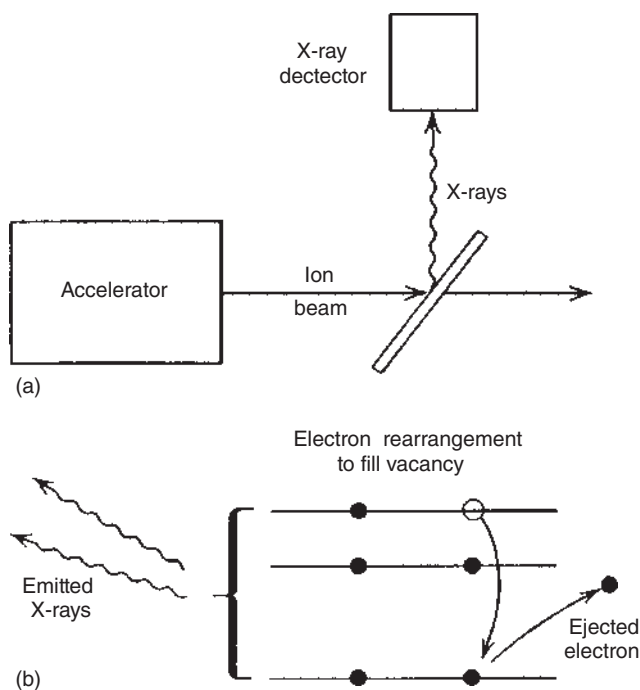 X-ray
dectector
X-rays
Accelerator
Ion
beam
(a)
Electron rearrangement
to fill vacancy
Emitted
X-rays
Ejected
electron
(b)